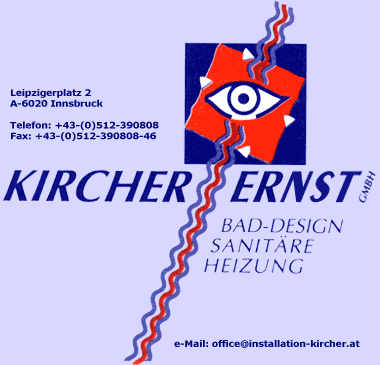 Leipzigerplatz 2
A-6020 Innsbruck
Telefon: +43-(0)512-390808
Fax: +43-(0)512-390808-46
KIRCHER ERNST GMBH
BAD-DESIGN
SANITÄRE
HEIZUNG
e-Mail: office@installation-kircher.at